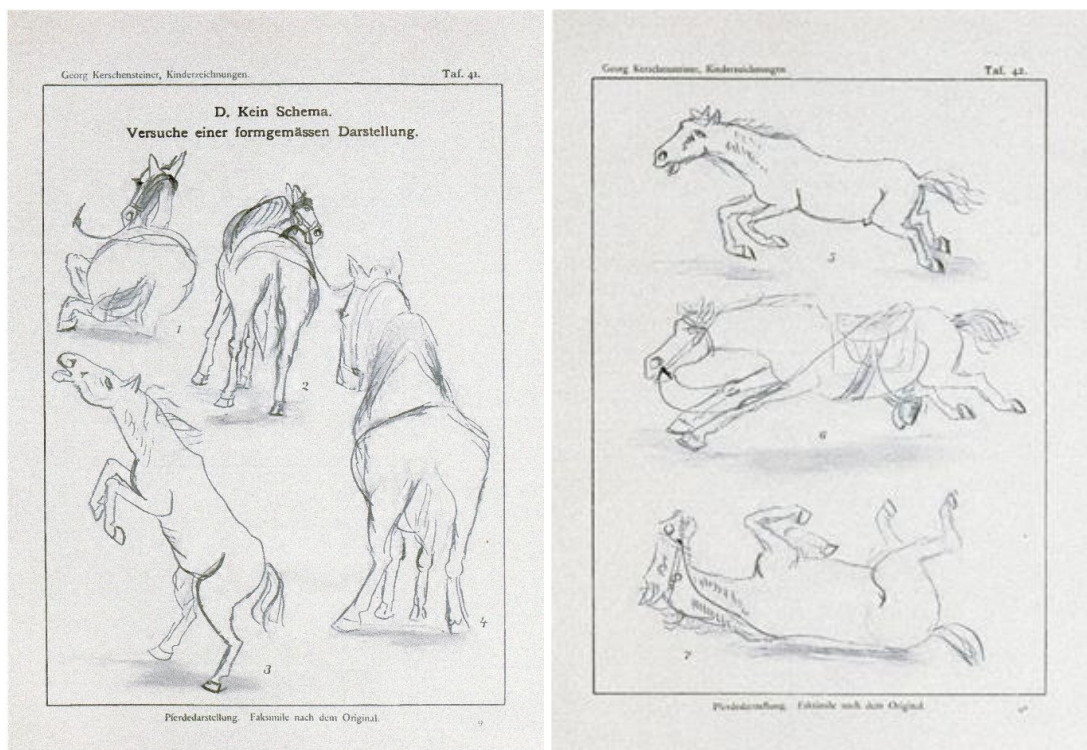 Georg Kerschensteiner, Kinderzeichnungen.
Taf. 41.
D. Kein Schema.
Versuche einer formgemässen Darstellung.
1
2
3
4
Pferdedarstellung. Faksimile nach dem Original.
9
Georg Kerschensteiner, Kinderzeichnungen
Taf. 42.
5
6
7
Pferdedarstellung. Faksimile nach dem Original.